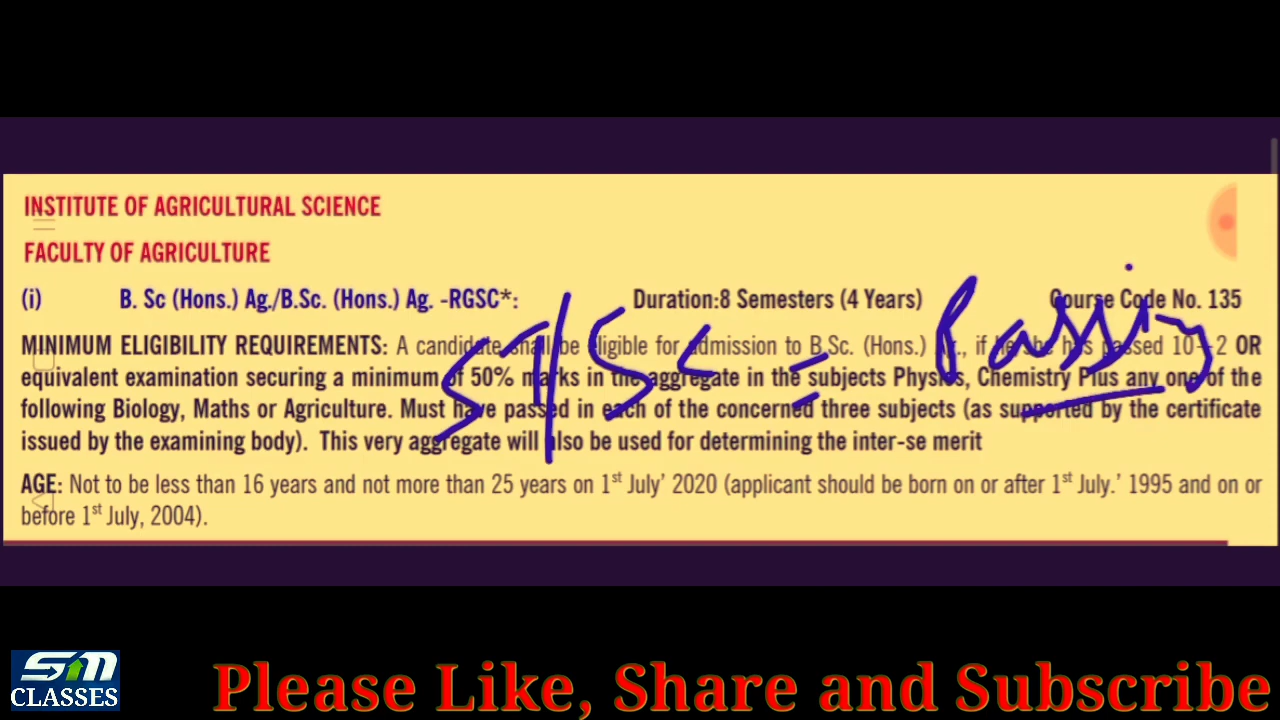 INSTITUTE OF AGRICULTURAL SCIENCE
FACULTY OF AGRICULTURE
(i) B. Sc (Hons.) Ag./B.Sc. (Hons.) Ag. -RGSC*: Duration:8 Semesters (4 Years) Course Code No. 135
MINIMUM ELIGIBILITY REQUIREMENTS: A candidate shall be eligible for admission to B.Sc. (Hons.) Ag., if he/she has passed 10+2 OR
equivalent examination securing a minimum of 50% marks in the aggregate in the subjects Physics, Chemistry Plus any one of the
following Biology, Maths or Agriculture. Must have passed in each of the concerned three subjects (as supported by the certificate
issued by the examining body). This very aggregate will also be used for determining the inter-se merit
ST/SC = Passing
AGE: Not to be less than 16 years and not more than 25 years on 1st July' 2020 (applicant should be born on or after 1st July.' 1995 and on or
before 1st July, 2004).
SM
CLASSES
Please Like, Share and Subscribe